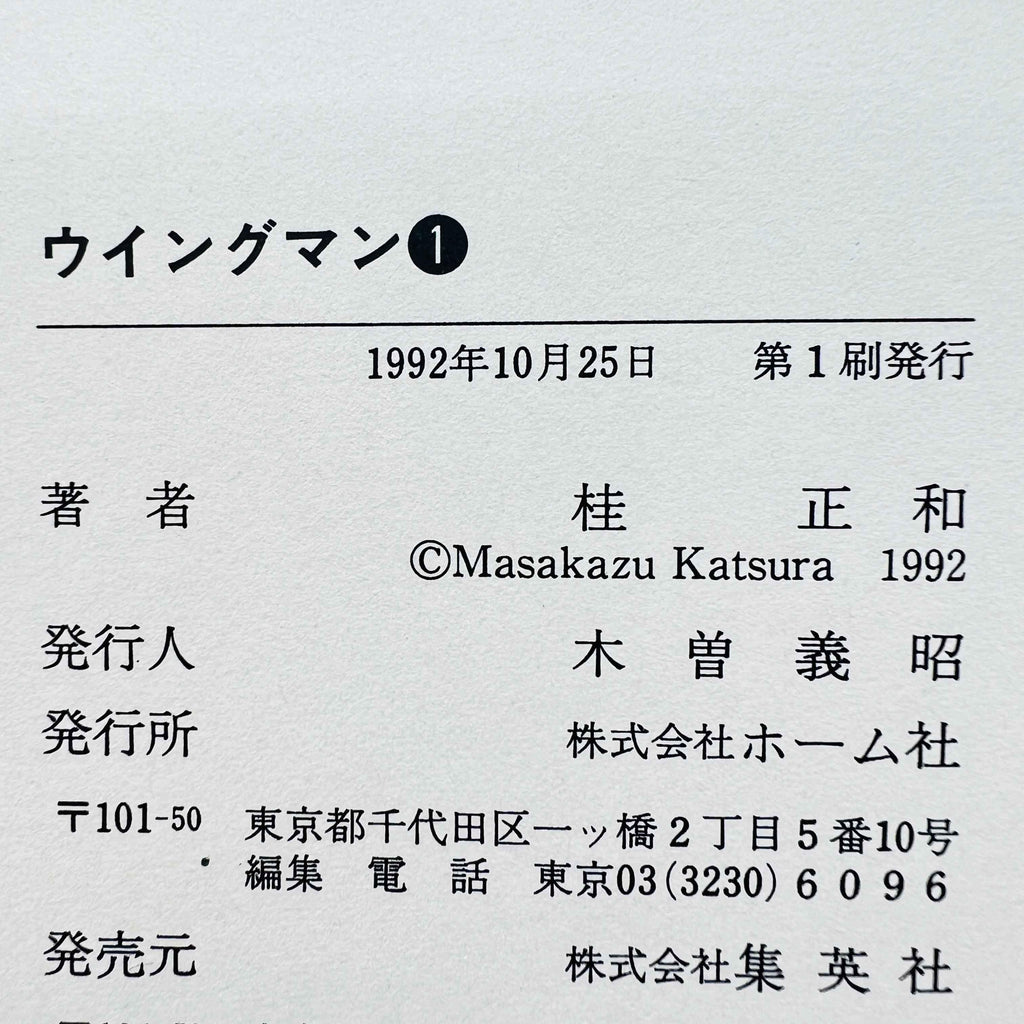 ウイングマン❶
1992年10月25日　第1刷発行
著　者　桂　正　和
©Masakazu Katsura　1992
発行人　木　曽　義　昭
発行所　株式会社ホーム社
〒101-50　東京都千代田区一ッ橋2丁目5番10号
編集　電　話　東京03(3230)6096
発売元　株式会社集　英　社